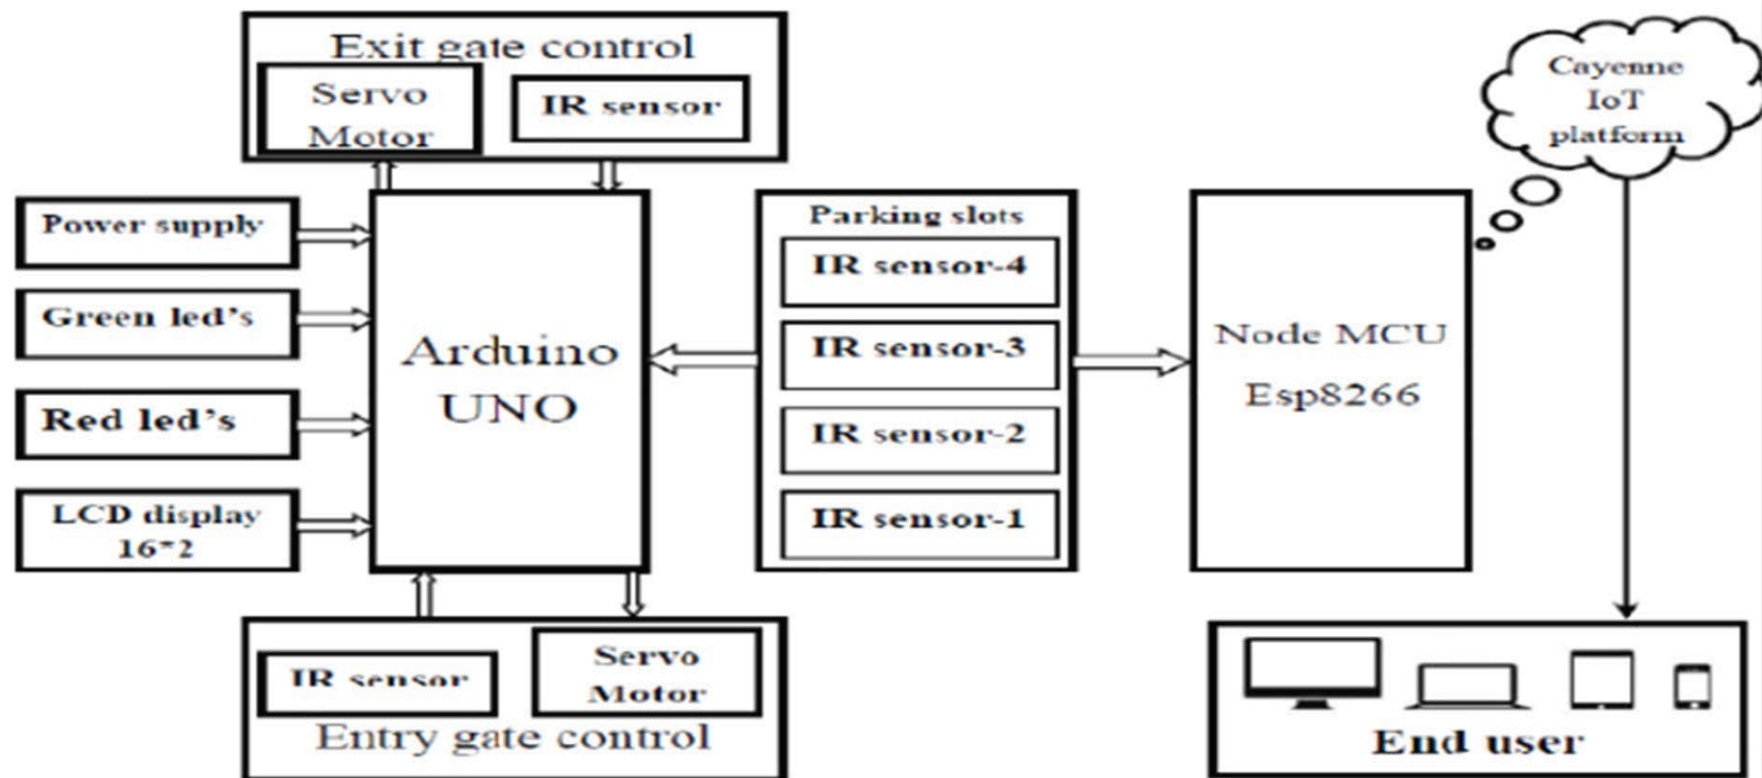 Exit gate control
Servo
Motor
IR sensor
Power supply
Green led's
Red led's
LCD display
16*2
Arduino
UNO
IR sensor
Servo
Motor
Entry gate control
Parking slots
IR sensor-4
IR sensor-3
IR sensor-2
IR sensor-1
Node MCU
Esp8266
Cayenne
IoT
platform
End user